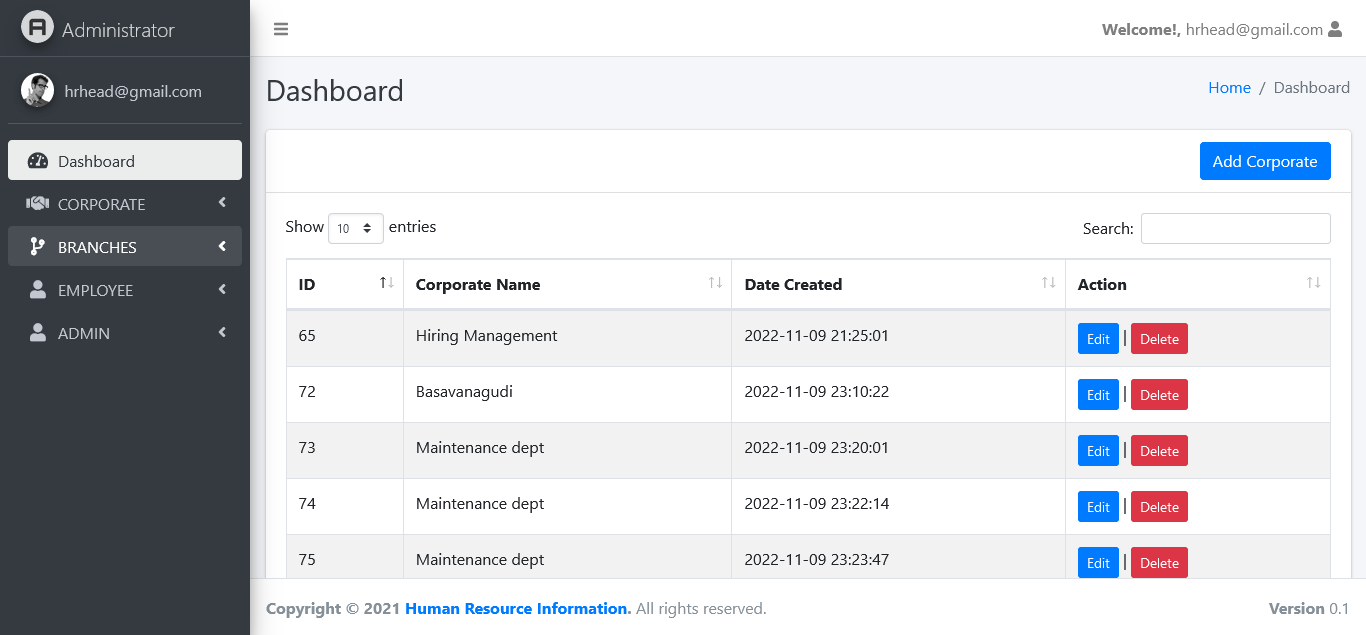 Administrator
Welcome!, hrhead@gmail.com
hrhead@gmail.com
Dashboard
Home / Dashboard
Dashboard
CORPORATE
BRANCHES
EMPLOYEE
ADMIN
Add Corporate
Show 10 entries
Search:
ID Corporate Name Date Created Action
65 Hiring Management 2022-11-09 21:25:01 Edit | Delete
72 Basavanagudi 2022-11-09 23:10:22 Edit | Delete
73 Maintenance dept 2022-11-09 23:20:01 Edit | Delete
74 Maintenance dept 2022-11-09 23:22:14 Edit | Delete
75 Maintenance dept 2022-11-09 23:23:47 Edit | Delete
Copyright © 2021 Human Resource Information. All rights reserved.
Version 0.1